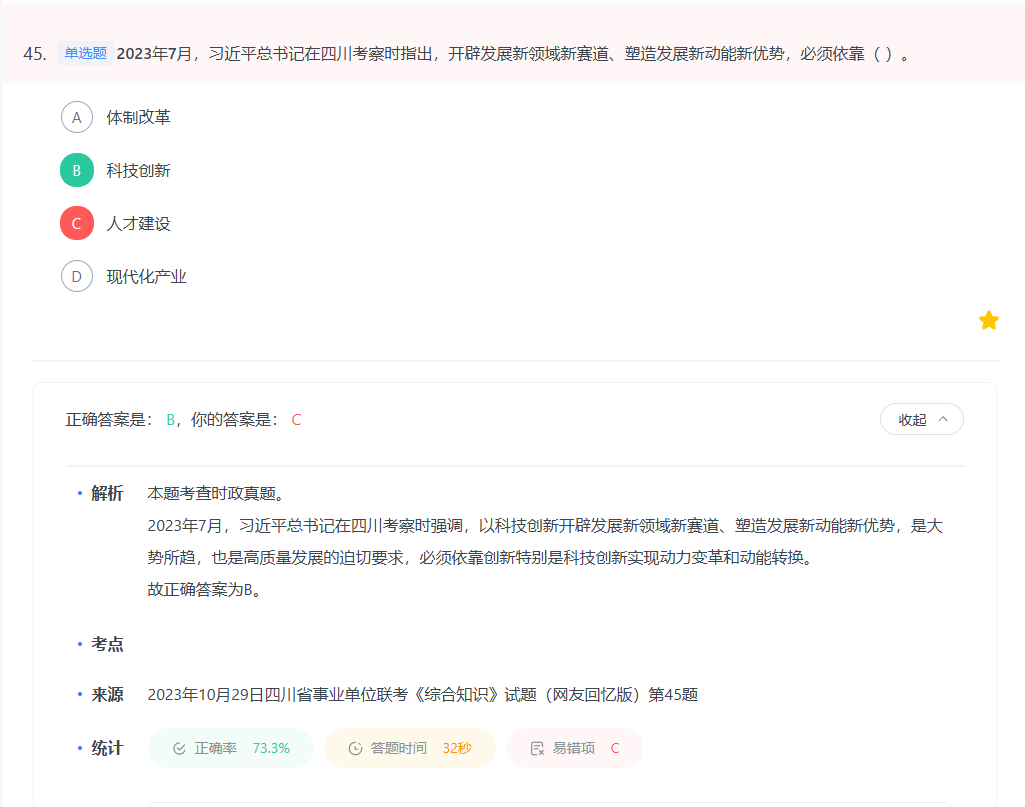 45. 单选题 2023年7月，习近平总书记在四川考察时指出，开辟发展新领域新赛道、塑造发展新动能新优势，必须依靠（ ）。
A 体制改革
B 科技创新
C 人才建设
D 现代化产业
正确答案是： B，你的答案是： C
收起
解析 本题考查时政真题。
2023年7月，习近平总书记在四川考察时强调，以科技创新开辟发展新领域新赛道、塑造发展新动能新优势，是大
势所趋，也是高质量发展的迫切要求，必须依靠创新特别是科技创新实现动力变革和动能转换。
故正确答案为B。
考点
来源 2023年10月29日四川省事业单位联考《综合知识》试题（网友回忆版）第45题
统计 正确率 73.3% 答题时间 32秒 易错项 C